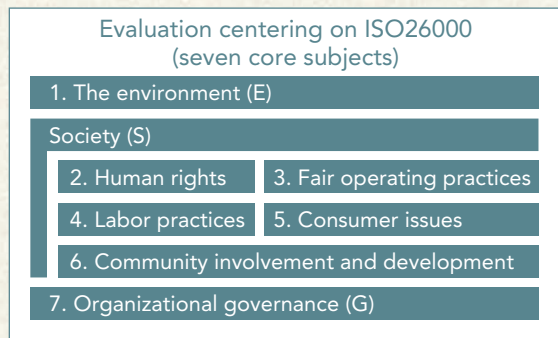 Evaluation centering on ISO26000
(seven core subjects)
1. The environment (E)
Society (S)
2. Human rights
3. Fair operating practices
4. Labor practices
5. Consumer issues
6. Community involvement and development
7. Organizational governance (G)